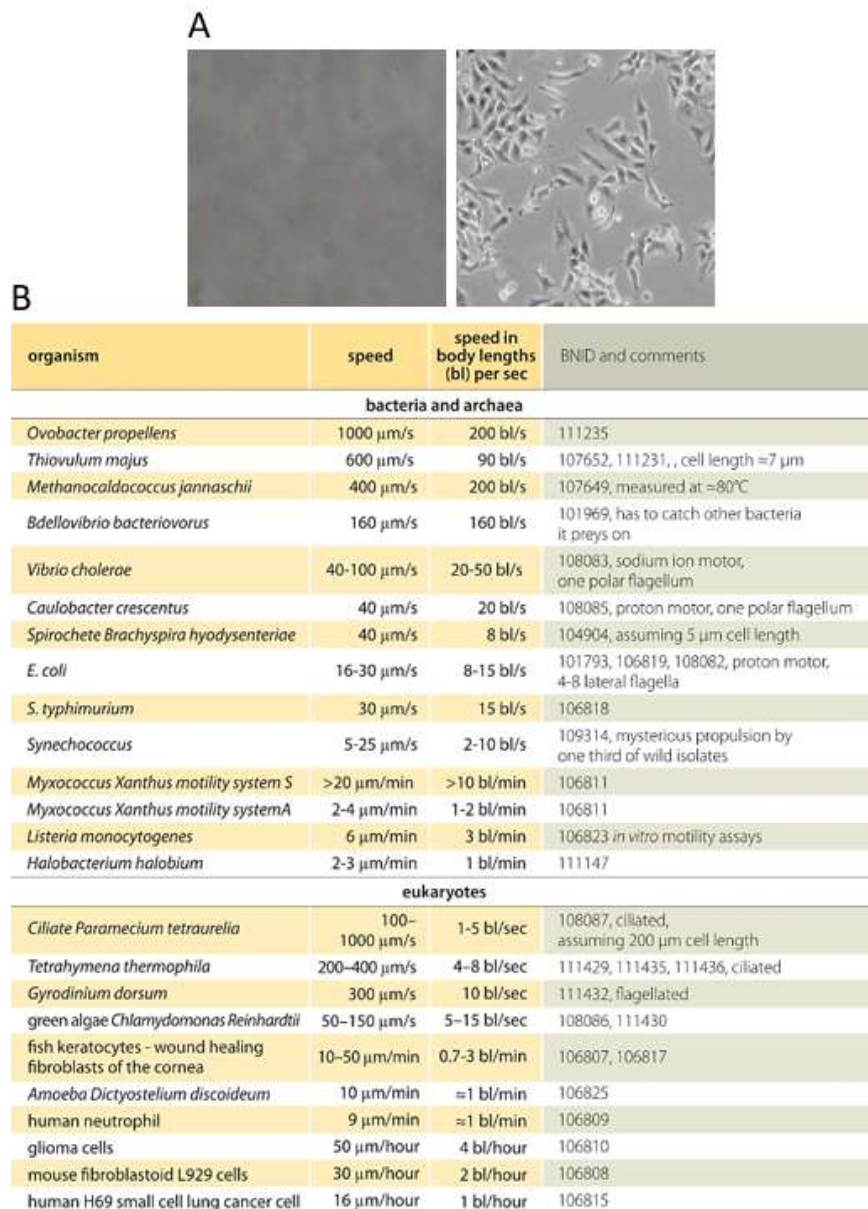 A
B
organism speed speed in body lengths (bl) per sec BNID and comments
bacteria and archaea
Ovobacter propellens 1000 μm/s 200 bl/s 111235
Thiovulum majus 600 μm/s 90 bl/s 107652, 111231, , cell length ≈7 μm
Methanocaldococcus jannaschii 400 μm/s 200 bl/s 107649, measured at ≈80°C
Bdellovibrio bacteriovorus 160 μm/s 160 bl/s 101969, has to catch other bacteria
it preys on
Vibrio cholerae 40-100 μm/s 20-50 bl/s 108083, sodium ion motor,
one polar flagellum
Caulobacter crescentus 40 μm/s 20 bl/s 108085, proton motor, one polar flagellum
Spirochete Brachyspira hyodysenteriae 40 μm/s 8 bl/s 104904, assuming 5 μm cell length
E. coli 16-30 μm/s 8-15 bl/s 101793, 106819, 108082, proton motor,
4-8 lateral flagella
S. typhimurium 30 μm/s 15 bl/s 106818
Synechococcus 5-25 μm/s 2-10 bl/s 109314, mysterious propulsion by
one third of wild isolates
Myxococcus Xanthus motility system S >20 μm/min >10 bl/min 106811
Myxococcus Xanthus motility systemA 2-4 μm/min 1-2 bl/min 106811
Listeria monocytogenes 6 μm/min 3 bl/min 106823 in vitro motility assays
Halobacterium halobium 2-3 μm/min 1 bl/min 111147
eukaryotes
Ciliate Paramecium tetraurelia 100–1000 μm/s 1-5 bl/sec 108087, ciliated,
assuming 200 μm cell length
Tetrahymena thermophila 200–400 μm/s 4–8 bl/sec 111429, 111435, 111436, ciliated
Gyrodinium dorsum 300 μm/s 10 bl/sec 111432, flagellated
green algae Chlamydomonas Reinhardtii 50–150 μm/s 5–15 bl/sec 108086, 111430
fish keratocytes - wound healing
fibroblasts of the cornea 10–50 μm/min 0.7-3 bl/min 106807, 106817
Amoeba Dictyostelium discoideum 10 μm/min ≈1 bl/min 106825
human neutrophil 9 μm/min ≈1 bl/min 106809
glioma cells 50 μm/hour 4 bl/hour 106810
mouse fibroblastoid L929 cells 30 μm/hour 2 bl/hour 106808
human H69 small cell lung cancer cell 16 μm/hour 1 bl/hour 106815